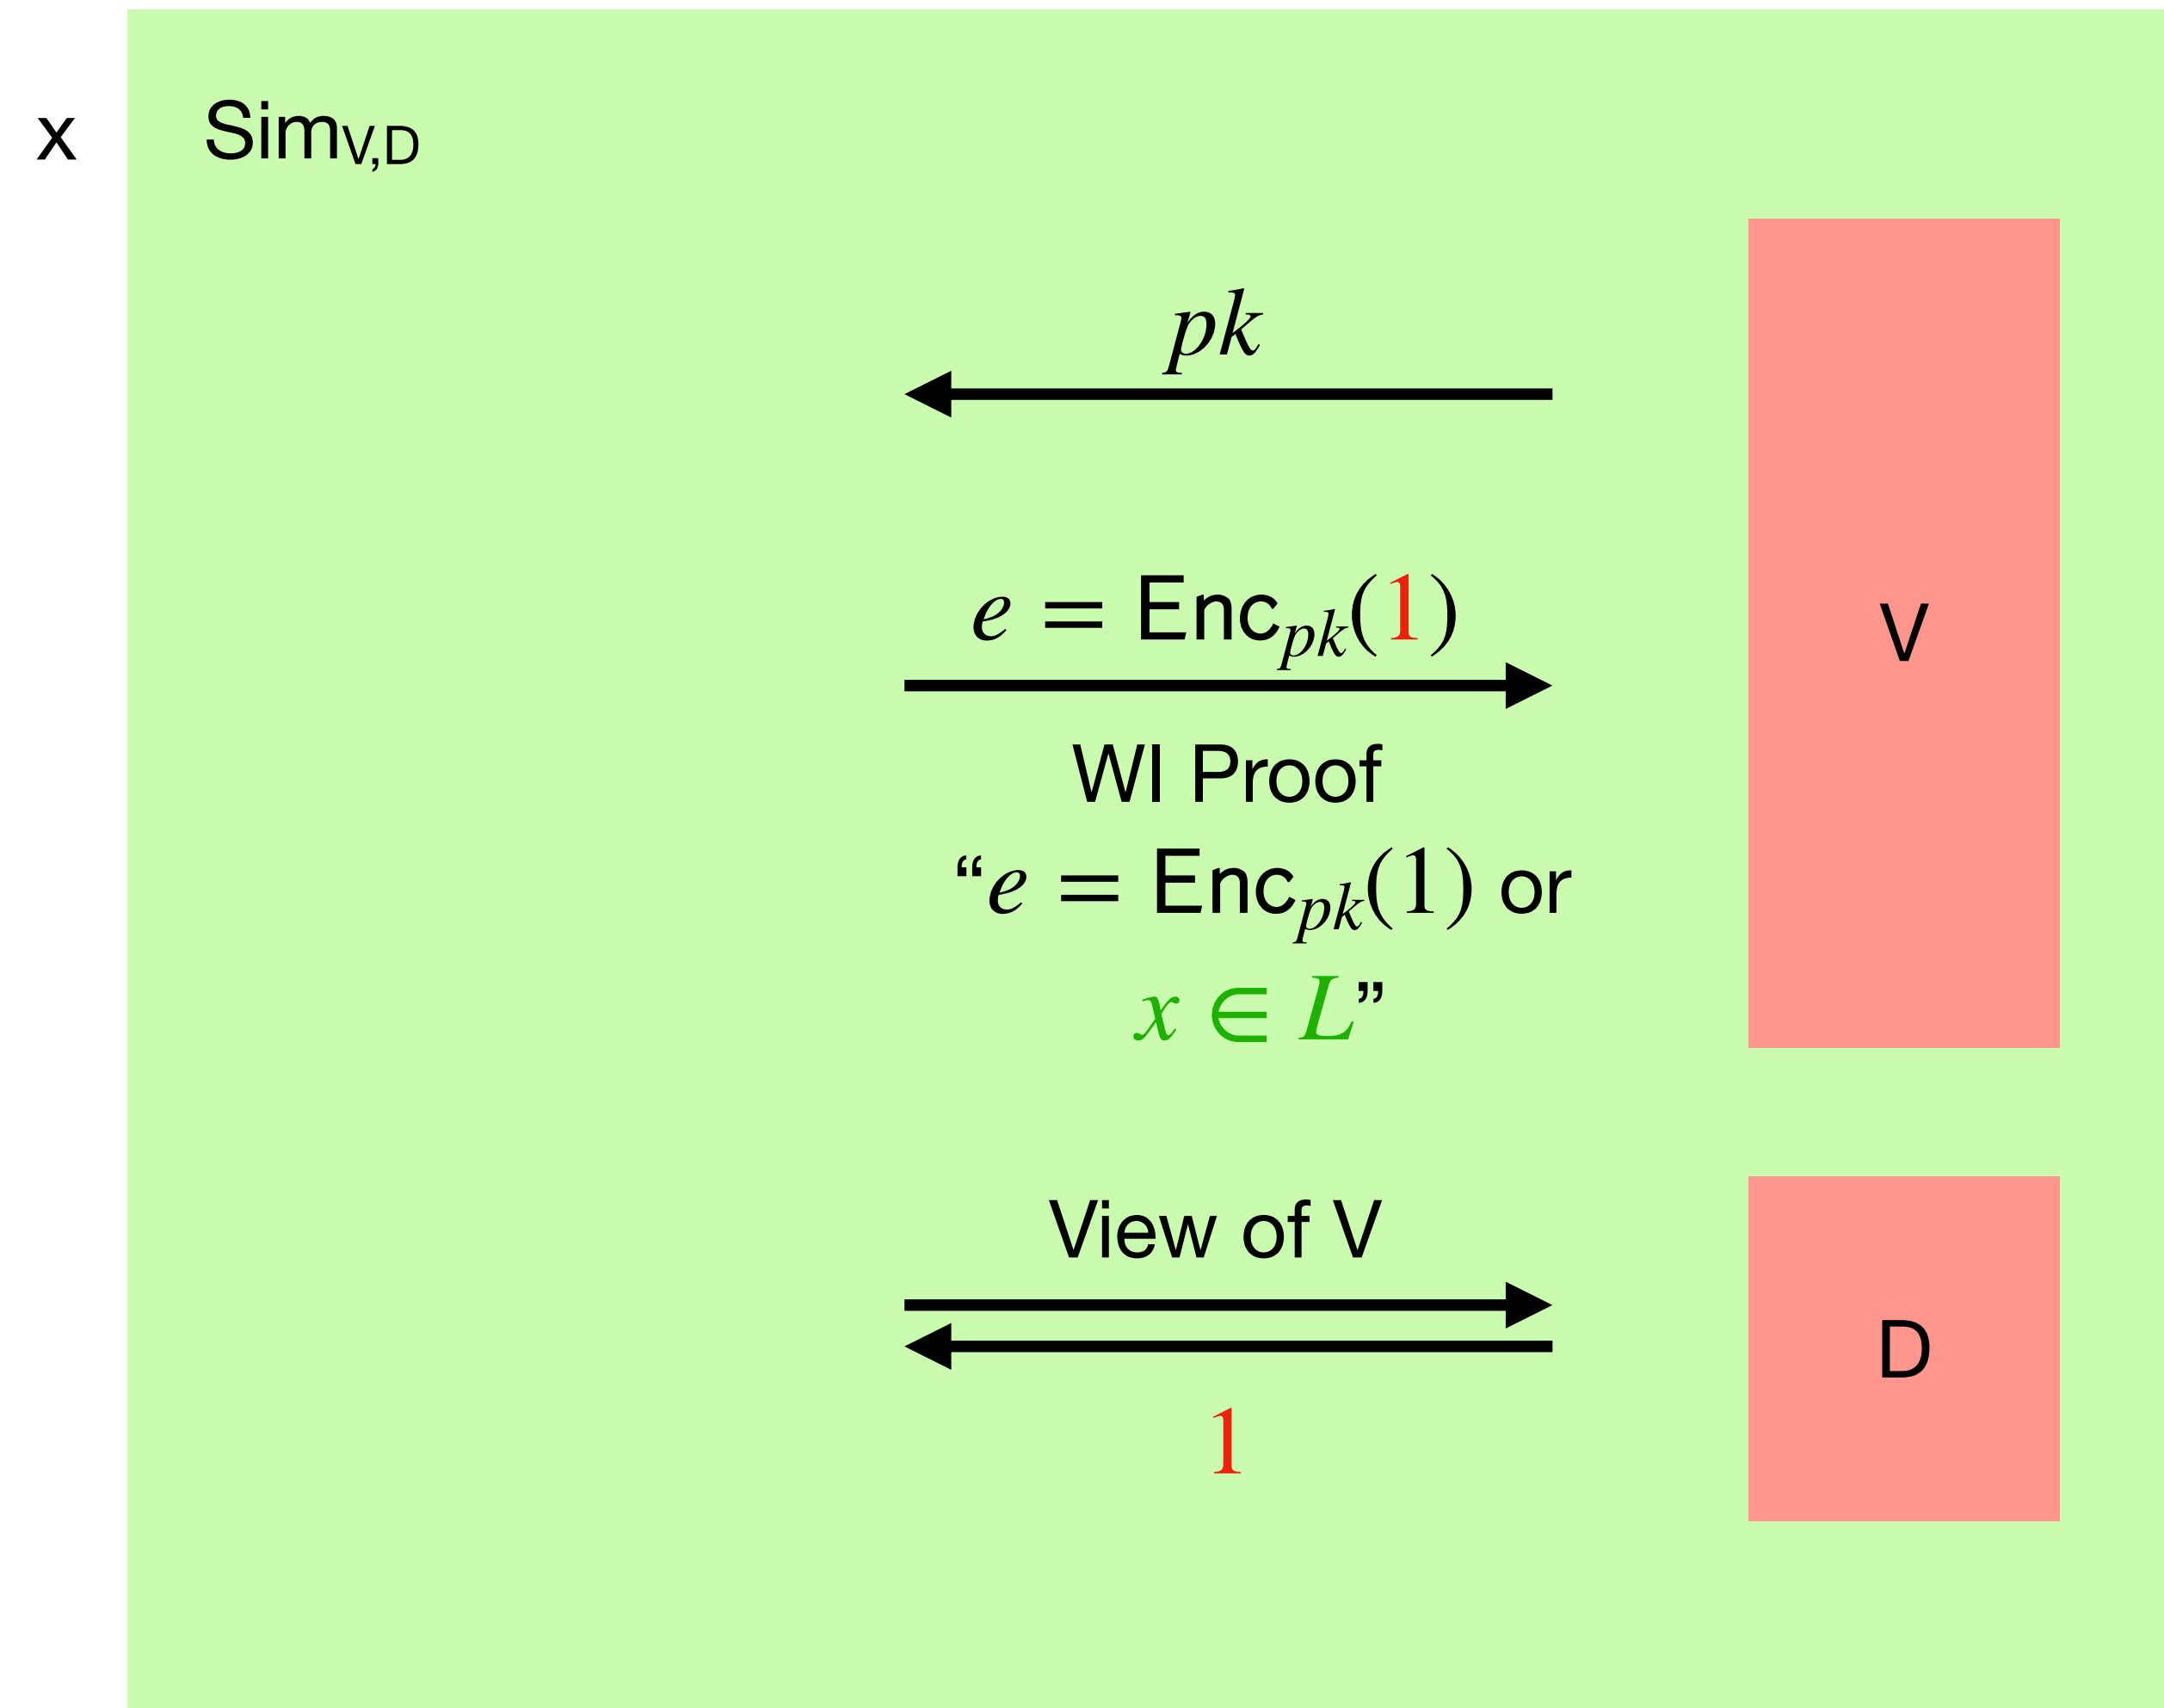 x
Sim_{V,D}
pk
e = Enc_{pk}(1)
V
WI Proof
“e = Enc_{pk}(1) or
x ∈ L”
View of V
D
1